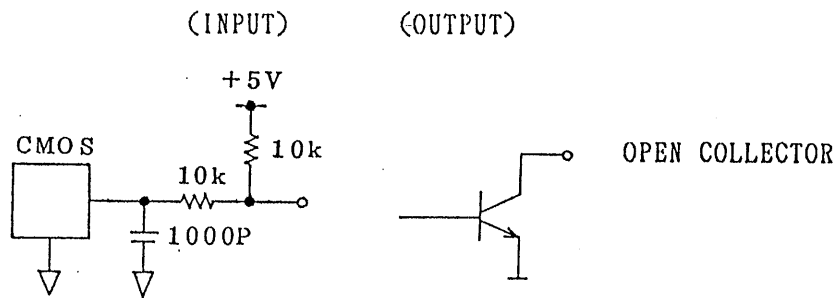 (INPUT) (OUTPUT)
+5V
CMOS
10k
10k
OPEN COLLECTOR
1000P